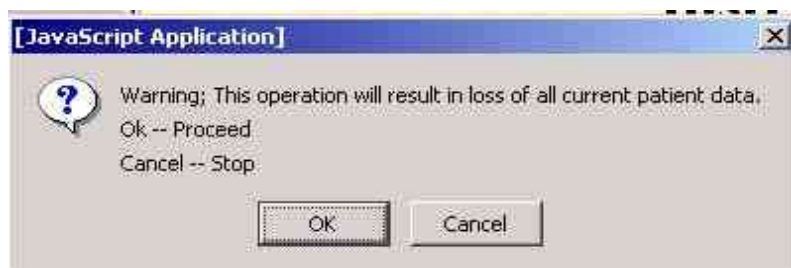 [JavaScript Application]
Warning; This operation will result in loss of all current patient data.
Ok -- Proceed
Cancel -- Stop
OK
Cancel